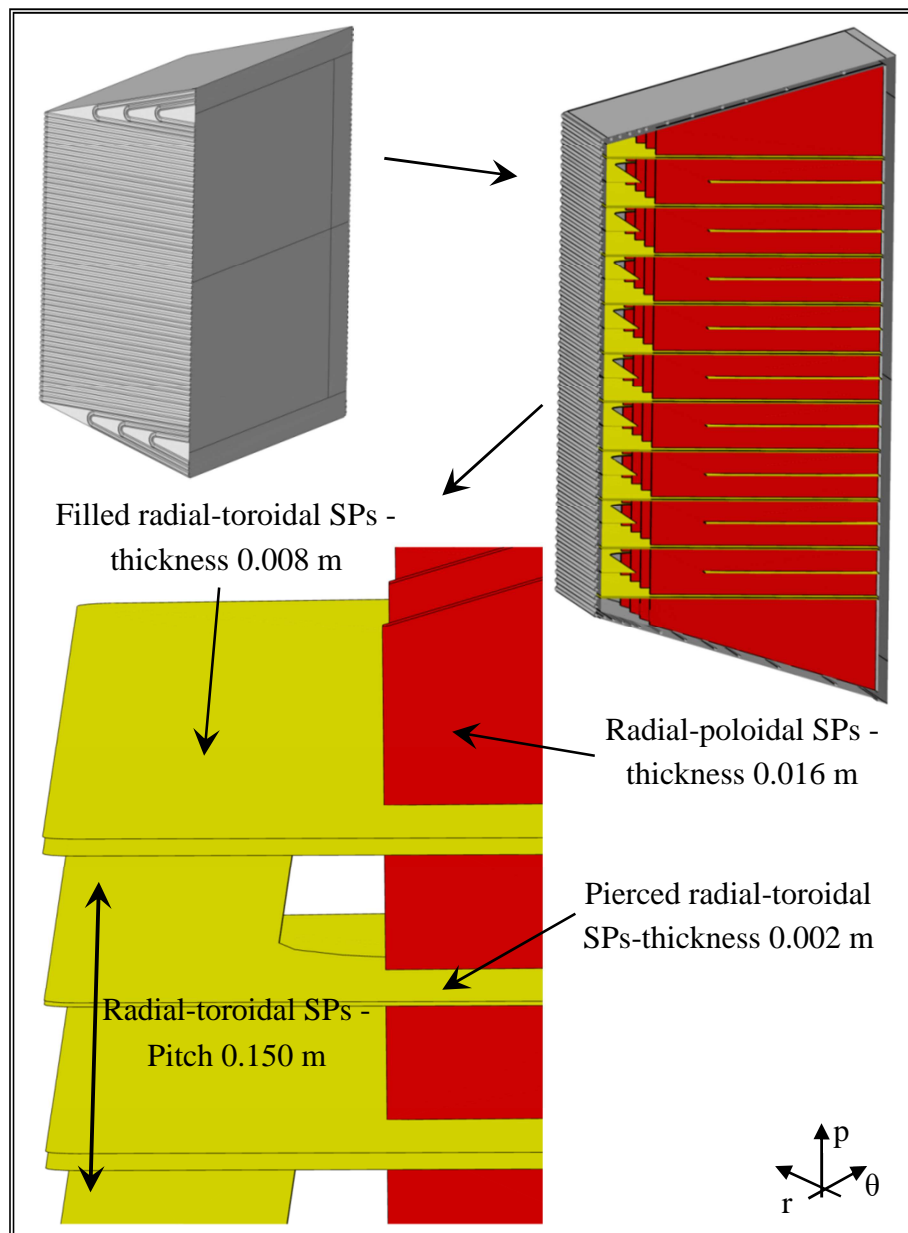 Filled radial-toroidal SPs -
thickness 0.008 m
Radial-poloidal SPs -
thickness 0.016 m
Pierced radial-toroidal
SPs-thickness 0.002 m
Radial-toroidal SPs -
Pitch 0.150 m
p
θ
r